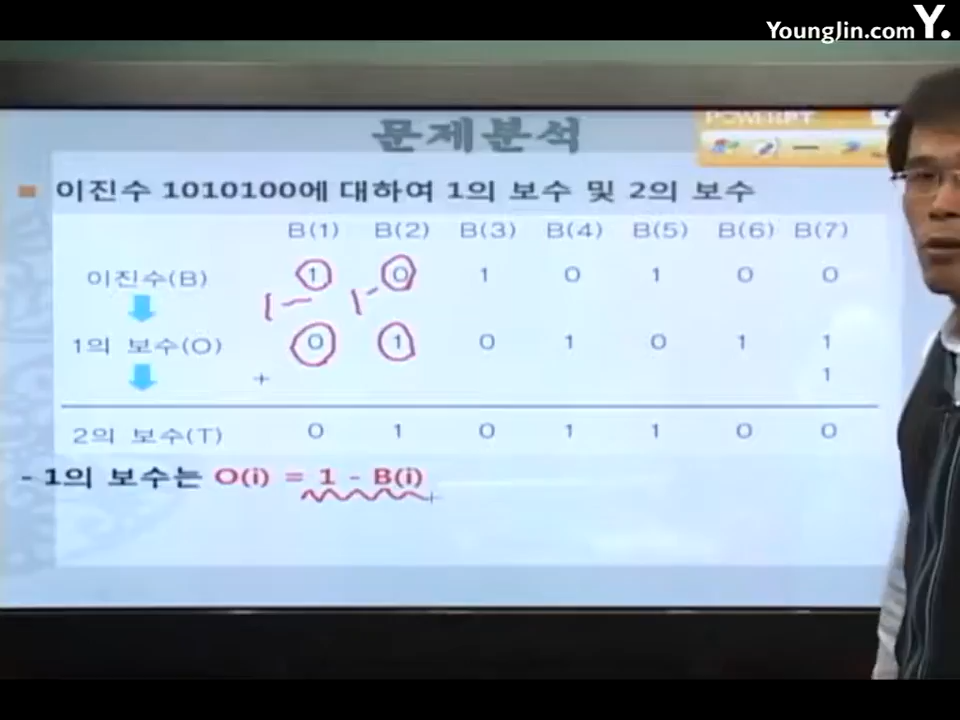 YoungJin.com Y.
문제분석
POWERPT
이진수 1010100에 대하여 1의 보수 및 2의 보수
B(1) B(2) B(3) B(4) B(5) B(6) B(7)
이진수(B) 1 0 1 0 1 0 0
1- 1-
1의 보수(O) 0 1 0 1 0 1 1
+ 1
2의 보수(T) 0 1 0 1 1 0 0
- 1의 보수는 O(i) = 1 - B(i)